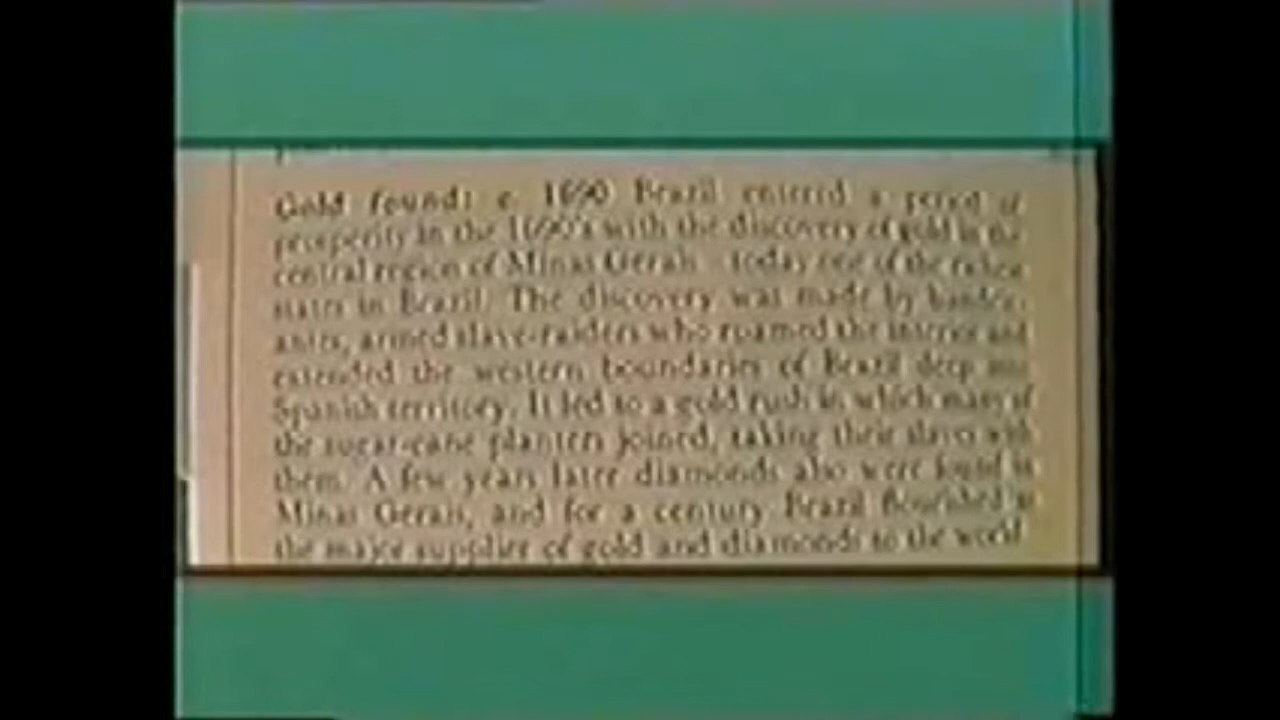 Gold found: c. 1690 Brazil entered a period of
prosperity in the 1690's with the discovery of gold in the
central region of Minas Gerais today one of the richest
states in Brazil. The discovery was made by bandeir-
antes, armed slave-raiders who roamed the interior and
extended the western boundaries of Brazil deep into
Spanish territory. It led to a gold rush in which many of
the sugar-cane planters joined, taking their slaves with
them. A few years later diamonds also were found in
Minas Gerais, and for a century Brazil flourished as
the major supplier of gold and diamonds to the world.